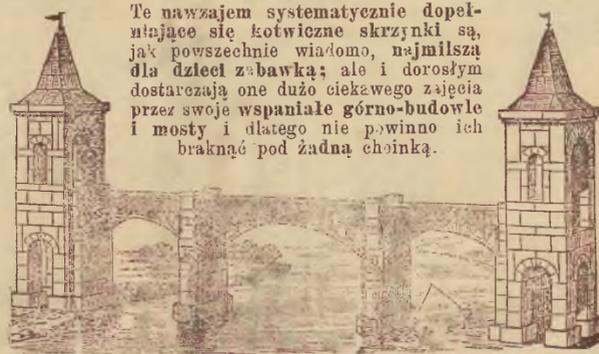 Te nawzajem systematycznie dopeł-
niające się kotwiczne skrzynki są,
jak powszechnie wiadomo, najmilszą
dla dzieci zabawką; ale i dorosłym
dostarczają one dużo ciekawego zajęcia
przez swoje wspaniałe górno-budowle
i mosty i dlatego nie powinno ich
braknąć pod żadną choinką.